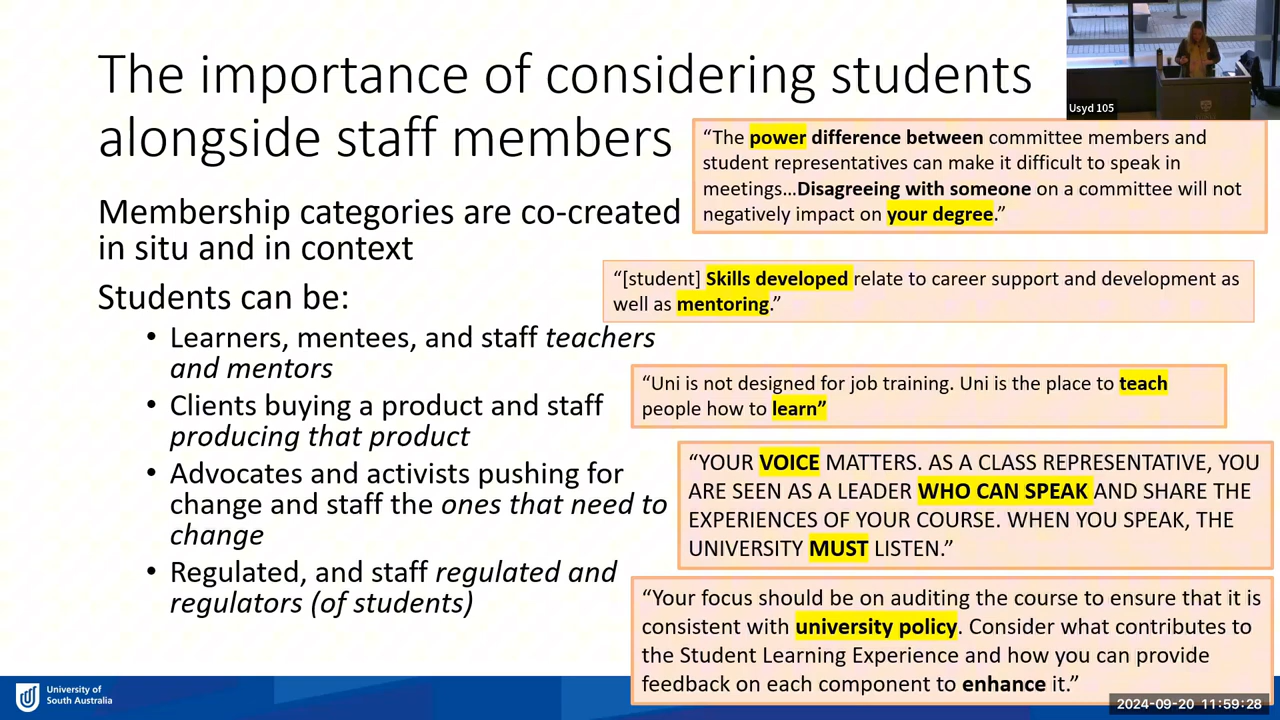 The importance of considering students
alongside staff members
Membership categories are co-created
in situ and in context
Students can be:
• Learners, mentees, and staff teachers
and mentors
• Clients buying a product and staff
producing that product
• Advocates and activists pushing for
change and staff the ones that need to
change
• Regulated, and staff regulated and
regulators (of students)
Usyd 105
“The power difference between committee members and
student representatives can make it difficult to speak in
meetings…Disagreeing with someone on a committee will not
negatively impact on your degree.”
“[student] Skills developed relate to career support and development as
well as mentoring.”
“Uni is not designed for job training. Uni is the place to teach
people how to learn”
“YOUR VOICE MATTERS. AS A CLASS REPRESENTATIVE, YOU
ARE SEEN AS A LEADER WHO CAN SPEAK AND SHARE THE
EXPERIENCES OF YOUR COURSE. WHEN YOU SPEAK, THE
UNIVERSITY MUST LISTEN.”
“Your focus should be on auditing the course to ensure that it is
consistent with university policy. Consider what contributes to
the Student Learning Experience and how you can provide
feedback on each component to enhance it.”
University of
South Australia
2024-09-20 11:59:28